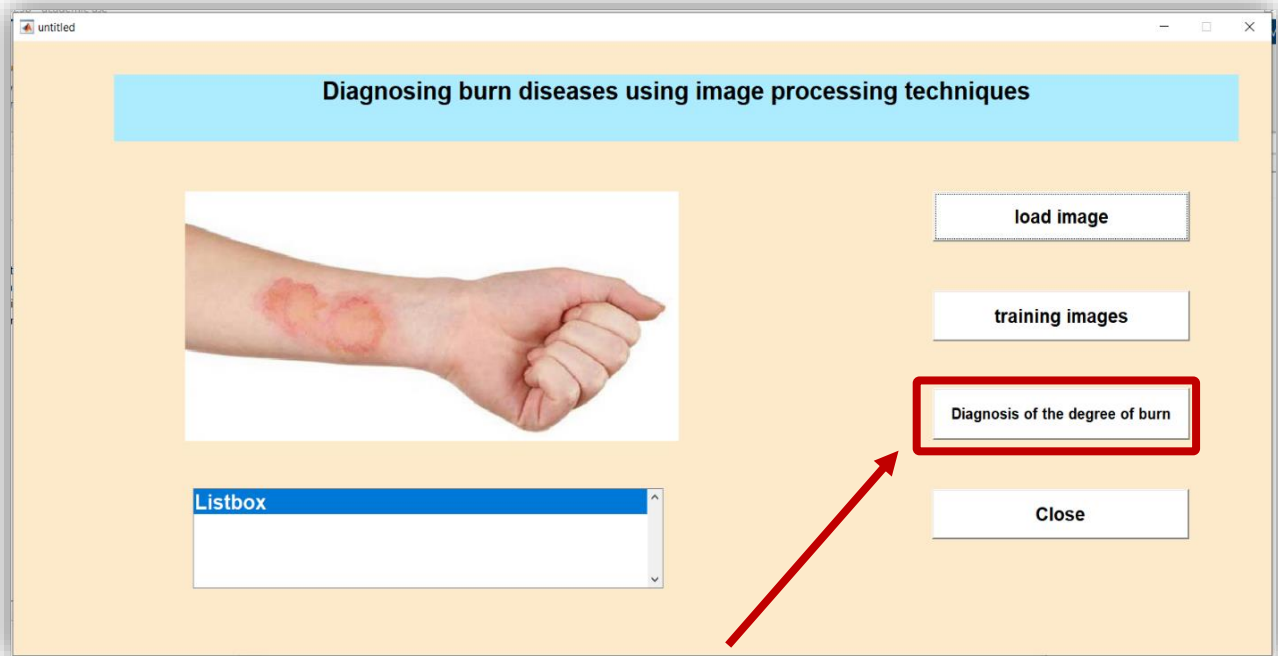 untitled
Diagnosing burn diseases using image processing techniques
load image
training images
Diagnosis of the degree of burn
Listbox
Close